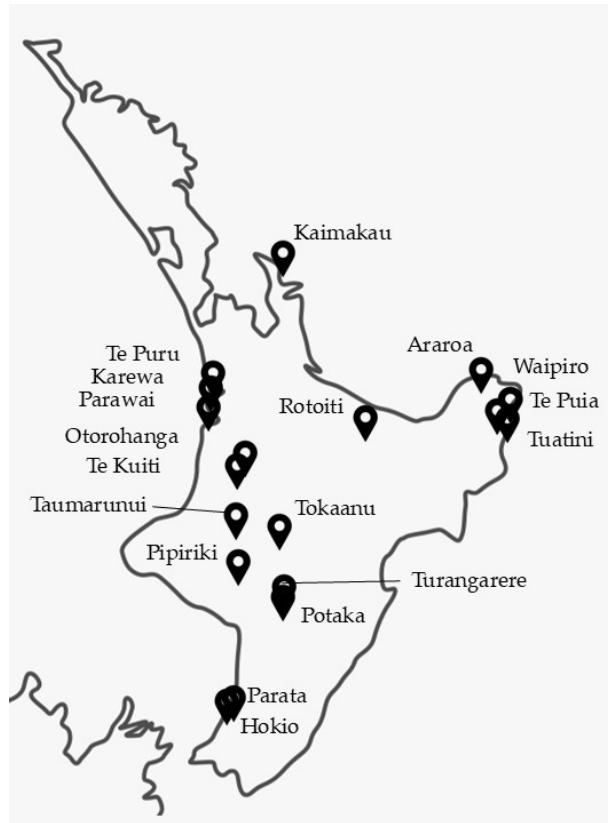 Kaimakau
Te Puru
Karewa
Parawai
Araroa
Waipiro
Te Puia
Tuatini
Rotoiti
Otorohanga
Te Kuiti
Taumarunui
Tokaanu
Pipiriki
Turangarere
Potaka
Parata
Hokio